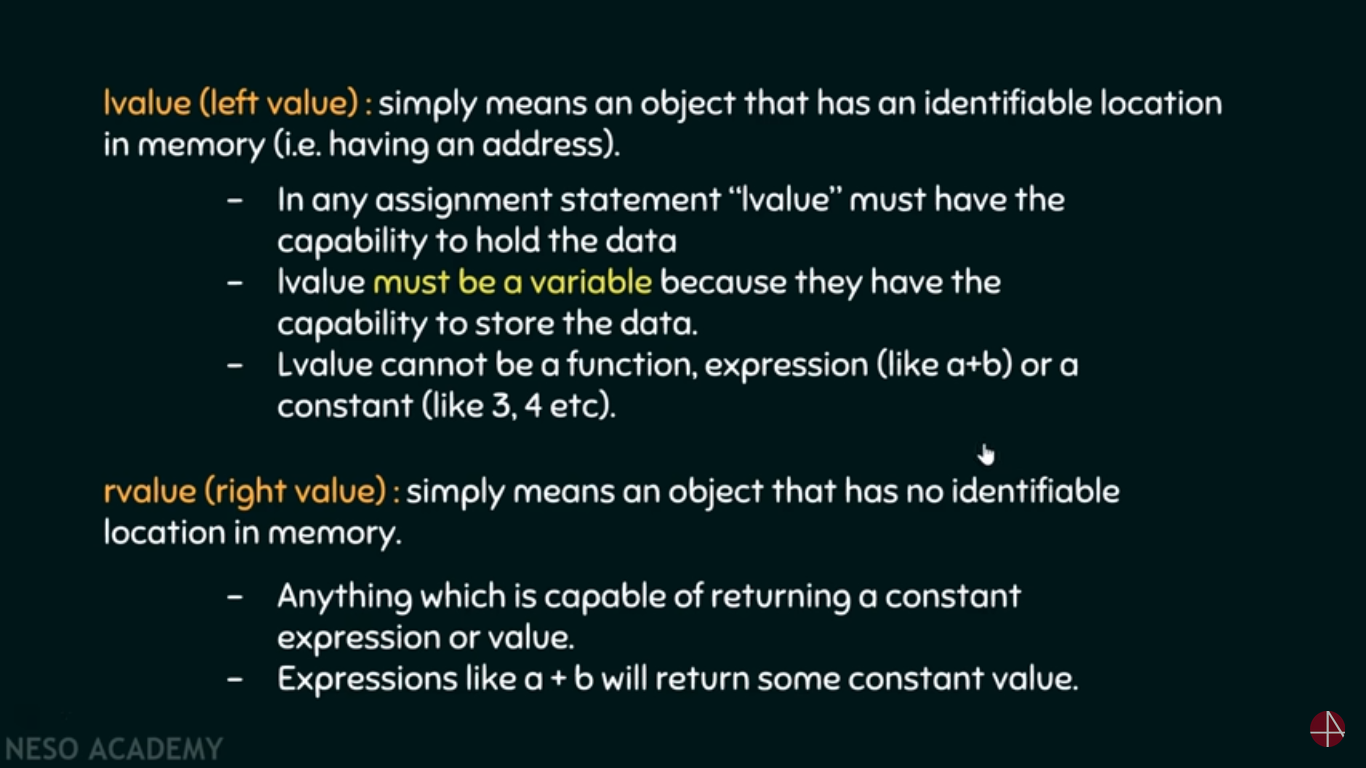 lvalue (left value) : simply means an object that has an identifiable location
in memory (i.e. having an address).
– In any assignment statement “lvalue” must have the
capability to hold the data
– lvalue must be a variable because they have the
capability to store the data.
– Lvalue cannot be a function, expression (like a+b) or a
constant (like 3, 4 etc).
rvalue (right value) : simply means an object that has no identifiable
location in memory.
– Anything which is capable of returning a constant
expression or value.
– Expressions like a + b will return some constant value.
NESO ACADEMY